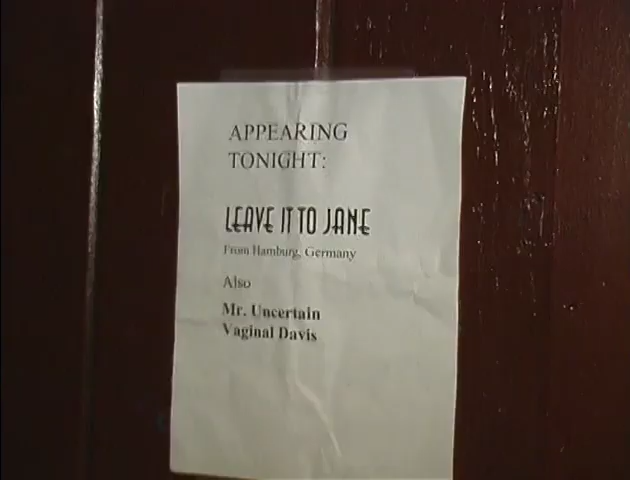 APPEARING
TONIGHT:
LEAVE IT TO JANE
From Hamburg, Germany
Also
Mr. Uncertain
Vaginal Davis